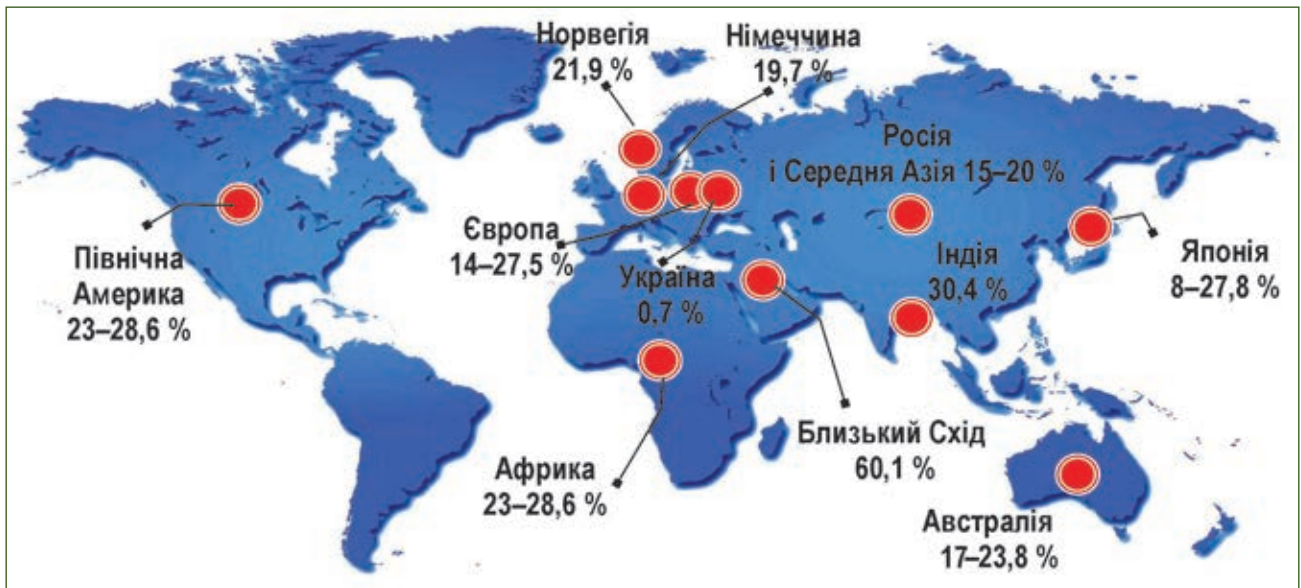 Норвегія
21,9 %
Німеччина
19,7 %
Росія
і Середня Азія 15–20 %
Європа
14–27,5 %
Україна
0,7 %
Індія
30,4 %
Японія
8–27,8 %
Північна
Америка
23–28,6 %
Близький Схід
60,1 %
Африка
23–28,6 %
Австралія
17–23,8 %